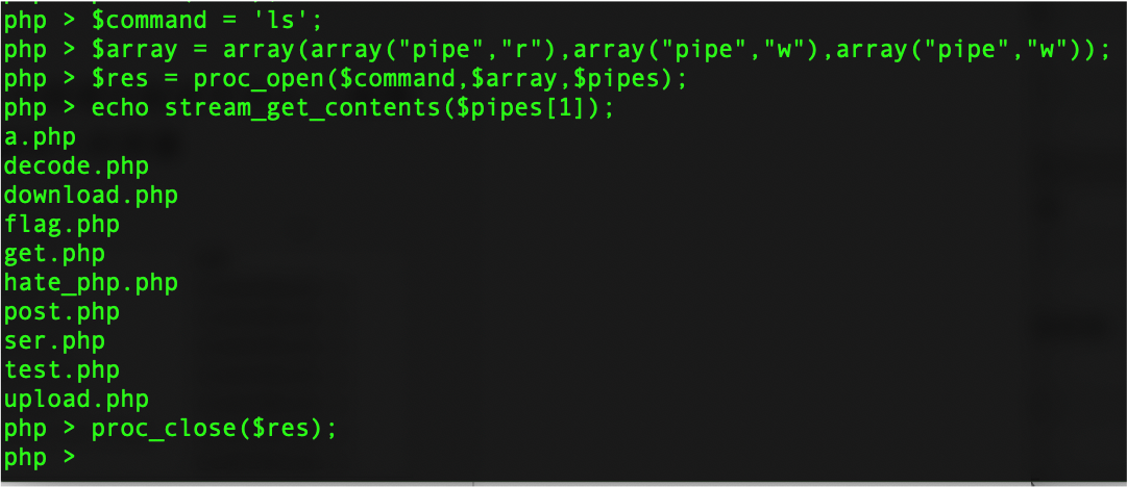 php > $command = 'ls';
php > $array = array(array("pipe","r"),array("pipe","w"),array("pipe","w"));
php > $res = proc_open($command,$array,$pipes);
php > echo stream_get_contents($pipes[1]);
a.php
decode.php
download.php
flag.php
get.php
hate_php.php
post.php
ser.php
test.php
upload.php
php > proc_close($res);
php >